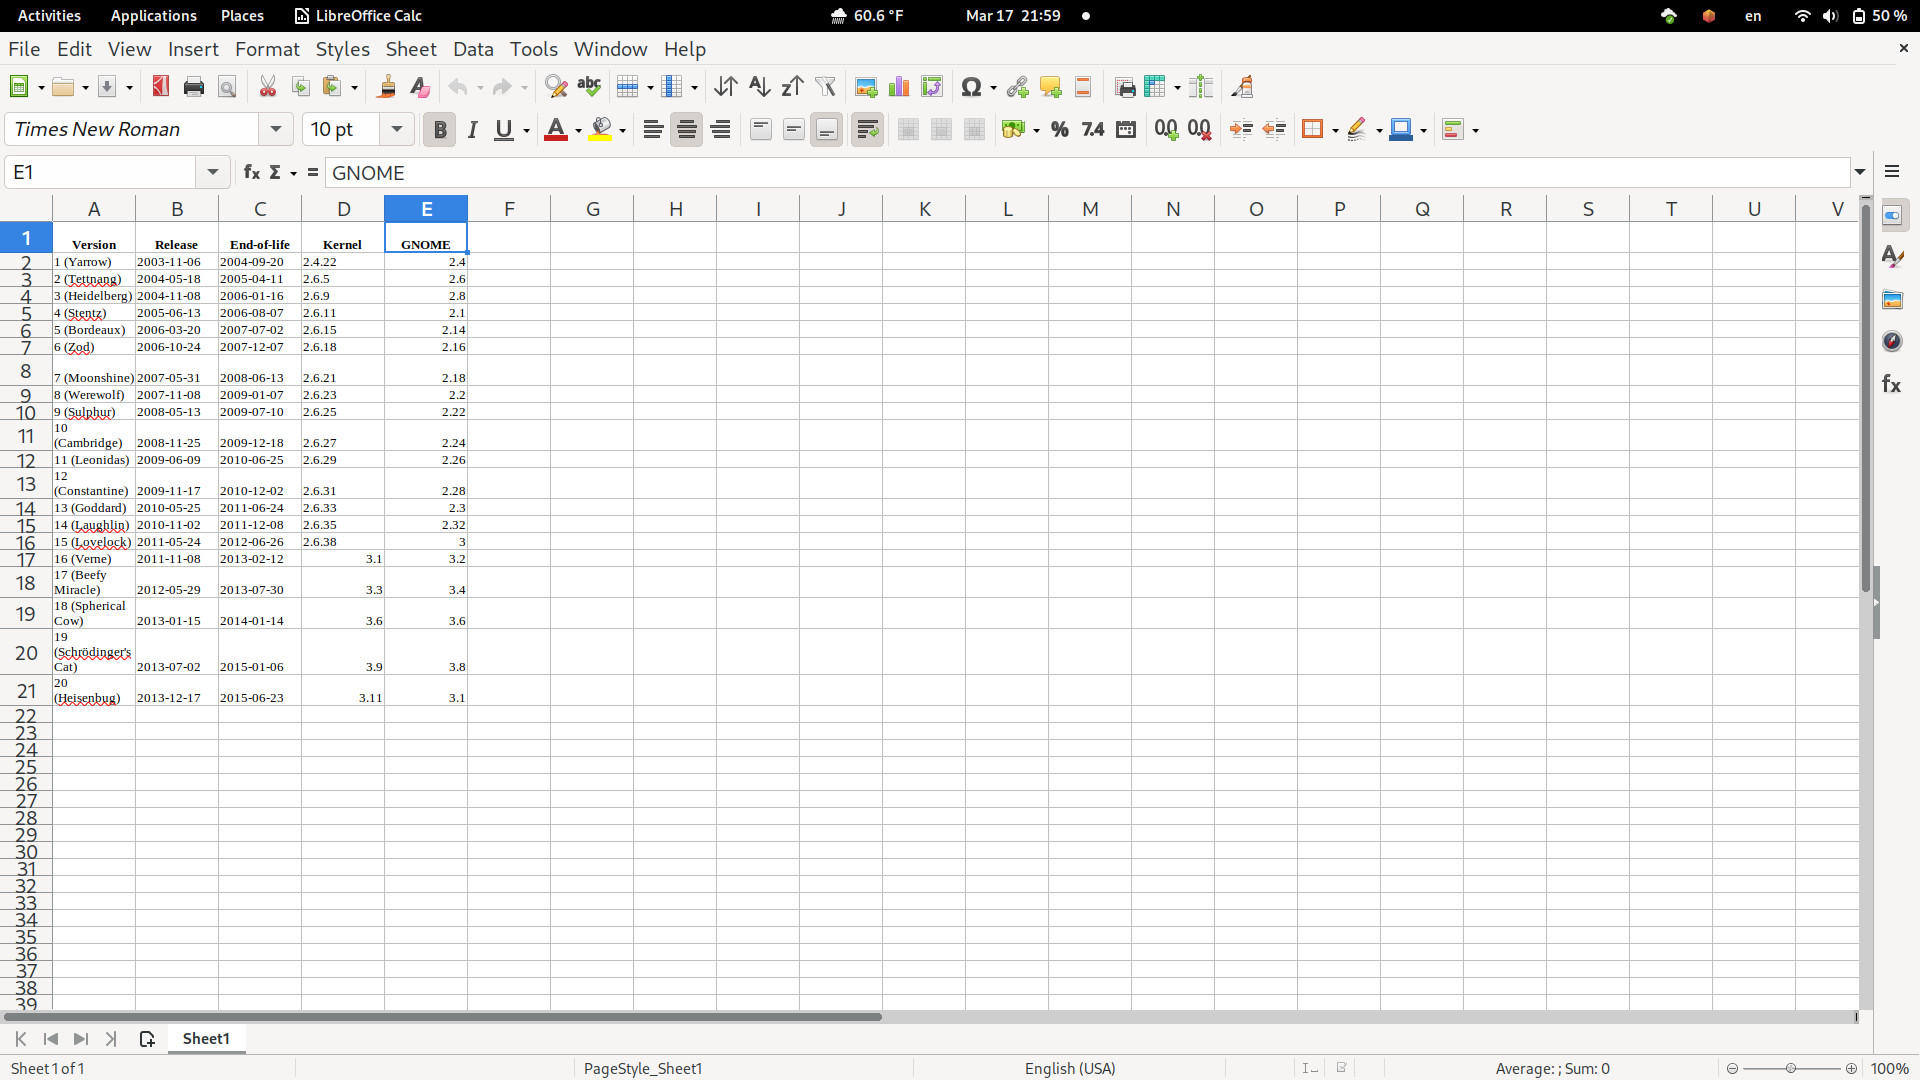 Activities Applications Places LibreOffice Calc 60.6 °F Mar 17 21:59 en 50 %
File Edit View Insert Format Styles Sheet Data Tools Window Help
Times New Roman 10 pt
E1 GNOME
A B C D E F G H I J K L M N O P Q R S T U V
1 Version Release End-of-life Kernel GNOME
2 1 (Yarrow) 2003-11-06 2004-09-20 2.4.22 2.4
3 2 (Tettnang) 2004-05-18 2005-04-11 2.6.5 2.6
4 3 (Heidelberg) 2004-11-08 2006-01-16 2.6.9 2.8
5 4 (Stentz) 2005-06-13 2006-08-07 2.6.11 2.1
6 5 (Bordeaux) 2006-03-20 2007-07-02 2.6.15 2.14
7 6 (Zod) 2006-10-24 2007-12-07 2.6.18 2.16
8 7 (Moonshine) 2007-05-31 2008-06-13 2.6.21 2.18
9 8 (Werewolf) 2007-11-08 2009-01-07 2.6.23 2.2
10 9 (Sulphur) 2008-05-13 2009-07-10 2.6.25 2.22
11 10 (Cambridge) 2008-11-25 2009-12-18 2.6.27 2.24
12 11 (Leonidas) 2009-06-09 2010-06-25 2.6.29 2.26
13 12 (Constantine) 2009-11-17 2010-12-02 2.6.31 2.28
14 13 (Goddard) 2010-05-25 2011-06-24 2.6.33 2.3
15 14 (Laughlin) 2010-11-02 2011-12-08 2.6.35 2.32
16 15 (Lovelock) 2011-05-24 2012-06-26 2.6.38 3
17 16 (Verne) 2011-11-08 2013-02-12 3.1 3.2
18 17 (Beefy Miracle) 2012-05-29 2013-07-30 3.3 3.4
19 18 (Spherical Cow) 2013-01-15 2014-01-14 3.6 3.6
20 19 (Schrödinger's Cat) 2013-07-02 2015-01-06 3.9 3.8
21 20 (Heisenbug) 2013-12-17 2015-06-23 3.11 3.1
22
23
24
25
26
27
28
29
30
31
32
33
34
35
36
37
38
39
Sheet1
Sheet 1 of 1 PageStyle_Sheet1 English (USA) Average: ; Sum: 0 100%